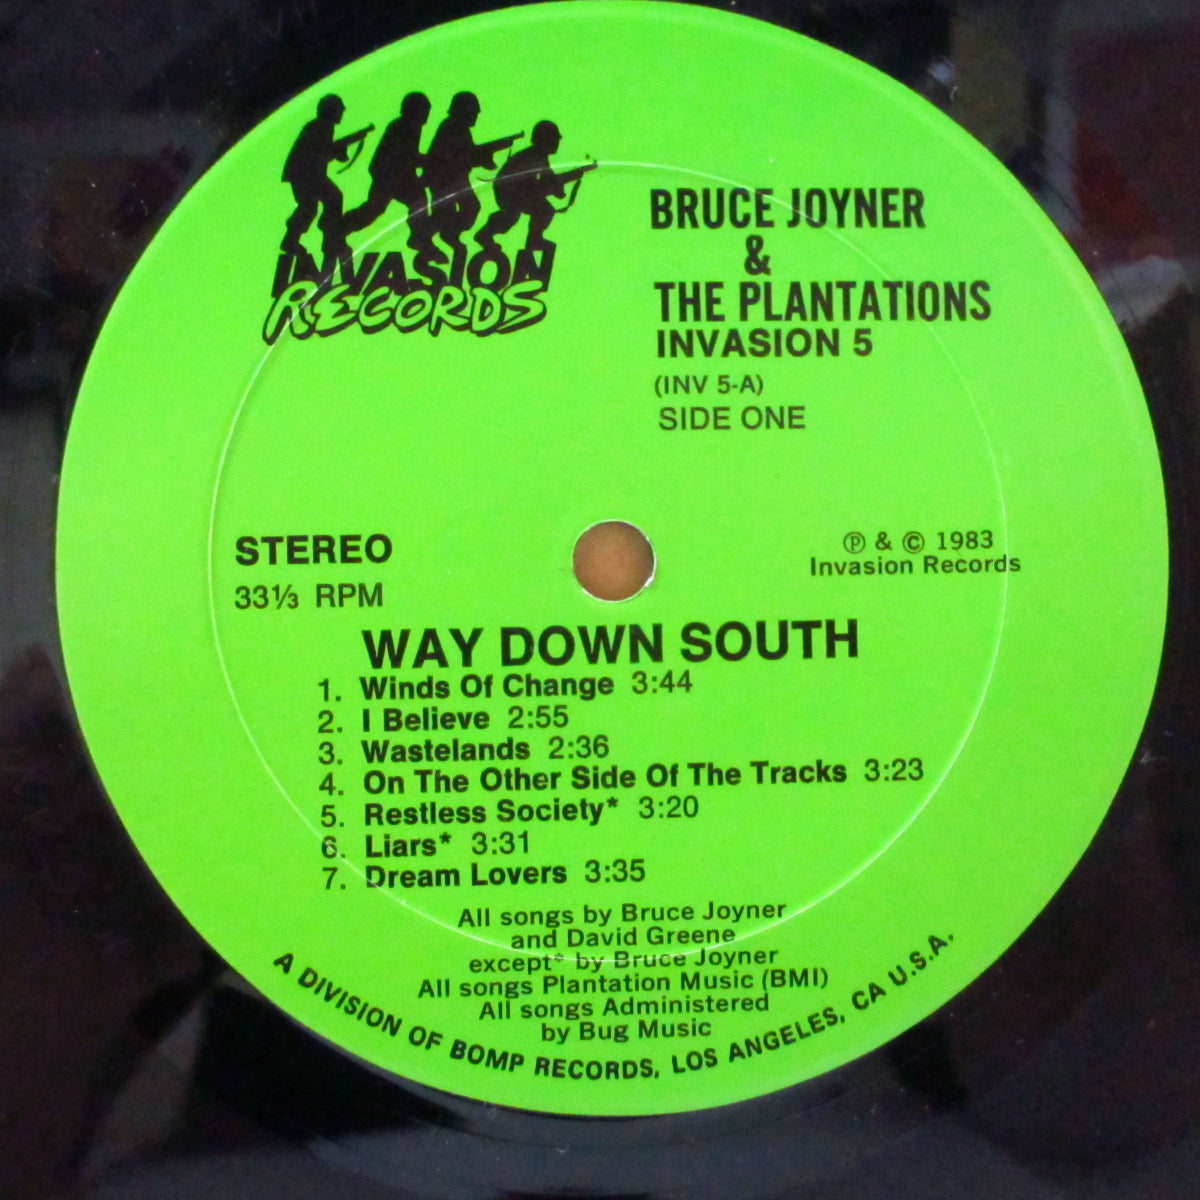 INVASION
RECORDS
BRUCE JOYNER
&
THE PLANTATIONS
INVASION 5
(INV 5-A)
SIDE ONE
STEREO
33⅓ RPM
℗ & © 1983
Invasion Records
WAY DOWN SOUTH
1. Winds Of Change 3:44
2. I Believe 2:55
3. Wastelands 2:36
4. On The Other Side Of The Tracks 3:23
5. Restless Society* 3:20
6. Liars* 3:31
7. Dream Lovers 3:35
All songs by Bruce Joyner
and David Greene
except* by Bruce Joyner
All songs Plantation Music (BMI)
All songs Administered
by Bug Music
A DIVISION OF BOMP RECORDS, LOS ANGELES, CA U.S.A.